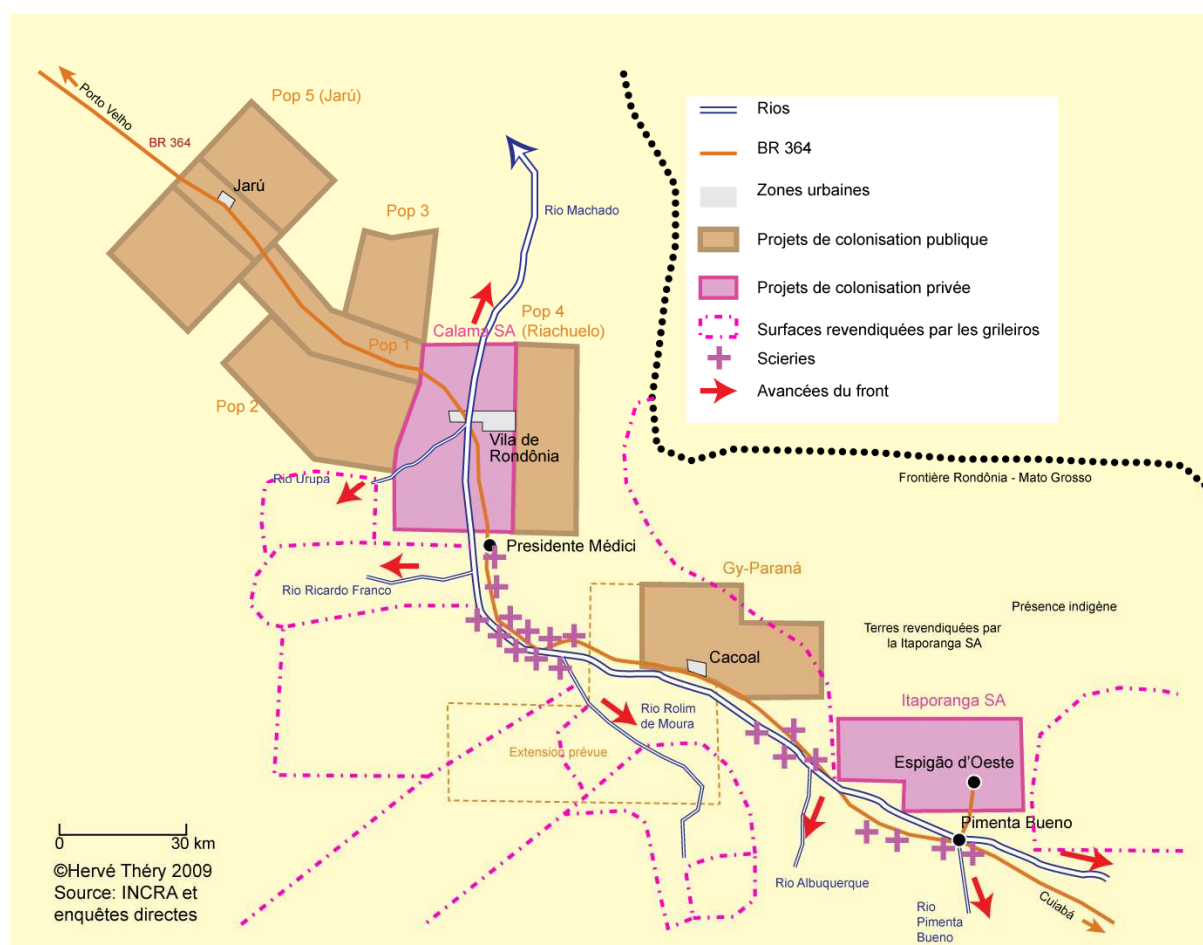 Pop 5 (Jarú)
Porto Velho
BR 364
Jarú
Pop 3
Rio Machado
Rios
BR 364
Zones urbaines
Projets de colonisation publique
Projets de colonisation privée
Surfaces revendiquées par les grileiros
Scieries
Avancées du front
Pop 4
(Riachuelo)
Calama SA
Pop 1
Pop 2
Vila de
Rondônia
Rio Urupa
Frontière Rondônia - Mato Grosso
Presidente Médici
Rio Ricardo Franco
Gy-Paraná
Présence indigène
Terres revendiquées par
la Itaporanga SA
Cacoal
Rio Rolim
de Moura
Itaporanga SA
Extension prévue
Espigão d'Oeste
Pimenta Bueno
0
30 km
©Hervé Théry 2009
Source: INCRA et
enquêtes directes
Rio Albuquerque
Rio
Pimenta
Bueno
Cuiabá